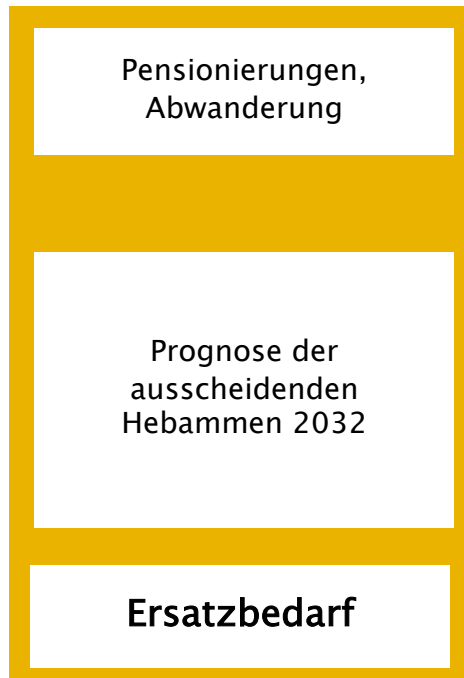 Pensionierungen,
Abwanderung
Prognose der
ausscheidenden
Hebammen 2032
Ersatzbedarf